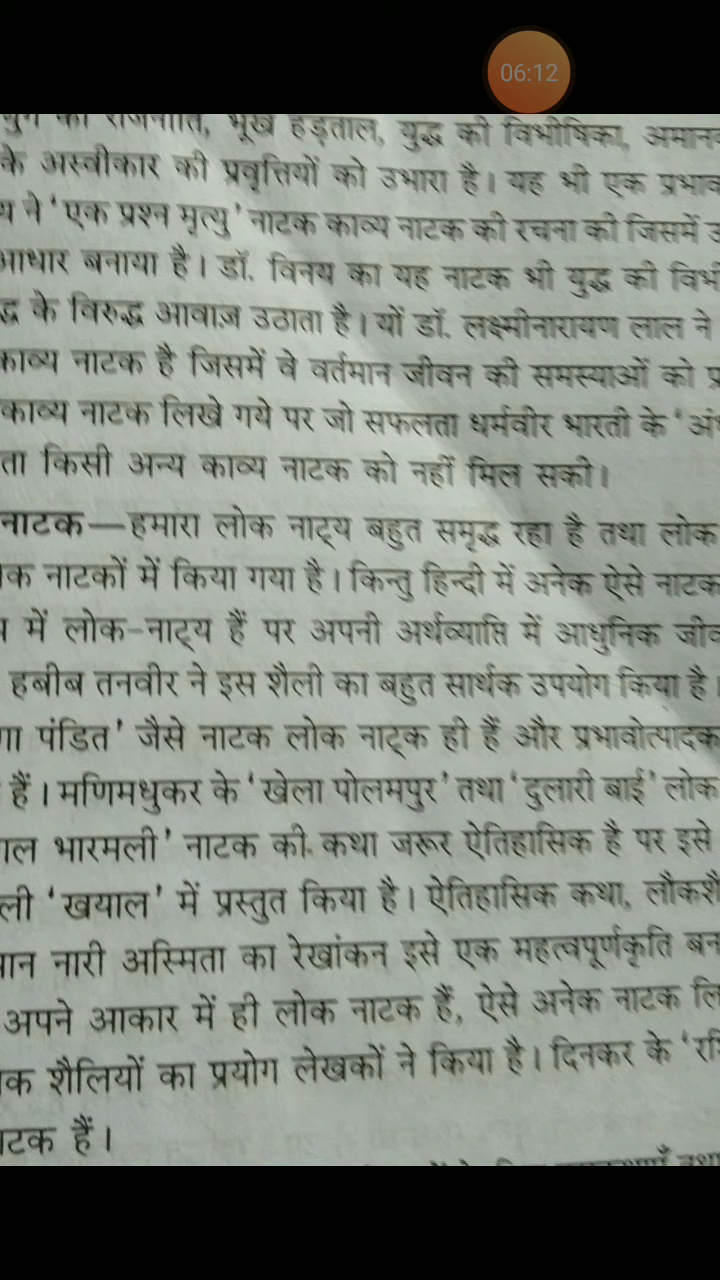 06:12
राजनीति, भूख हड़ताल, युद्ध की विभीषिका,
के अस्वीकार की प्रवृत्तियों को उभारा है। यह भी एक
ने ‘एक प्रश्न मृत्यु’ नाटक काव्य नाटक की रचना की जिसमें
बनाया है। डॉ. विनय का यह नाटक भी युद्ध की
के विरुद्ध आवाज़ उठाता है। यों डॉ. लक्ष्मीनारायण लाल ने
काव्य नाटक है जिसमें वे वर्तमान जीवन की समस्याओं को
काव्य नाटक लिखे गये पर जो सफलता धर्मवीर भारती के
ता किसी अन्य काव्य नाटक को नहीं मिल सकी।
नाटक—हमारा लोक नाट्य बहुत समृद्ध रहा है तथा लोक
क नाटकों में किया गया है। किन्तु हिन्दी में अनेक ऐसे नाटक
में लोक-नाट्य हैं पर अपनी अर्थव्याप्ति में आधुनिक
हबीब तनवीर ने इस शैली का बहुत सार्थक उपयोग किया है।
गा पंडित’ जैसे नाटक लोक नाट्क ही हैं और प्रभावोत्पादक
हैं। मणिमधुकर के ‘खेला पोलमपुर’ तथा ‘दुलारी बाई’ लोक
भारमली’ नाटक की कथा जरूर ऐतिहासिक है पर इसे
ली ‘खयाल’ में प्रस्तुत किया है। ऐतिहासिक कथा,
नारी अस्मिता का रेखांकन इसे एक महत्वपूर्णकृति
अपने आकार में ही लोक नाटक हैं, ऐसे अनेक नाटक
क शैलियों का प्रयोग लेखकों ने किया है। दिनकर के
टक हैं।